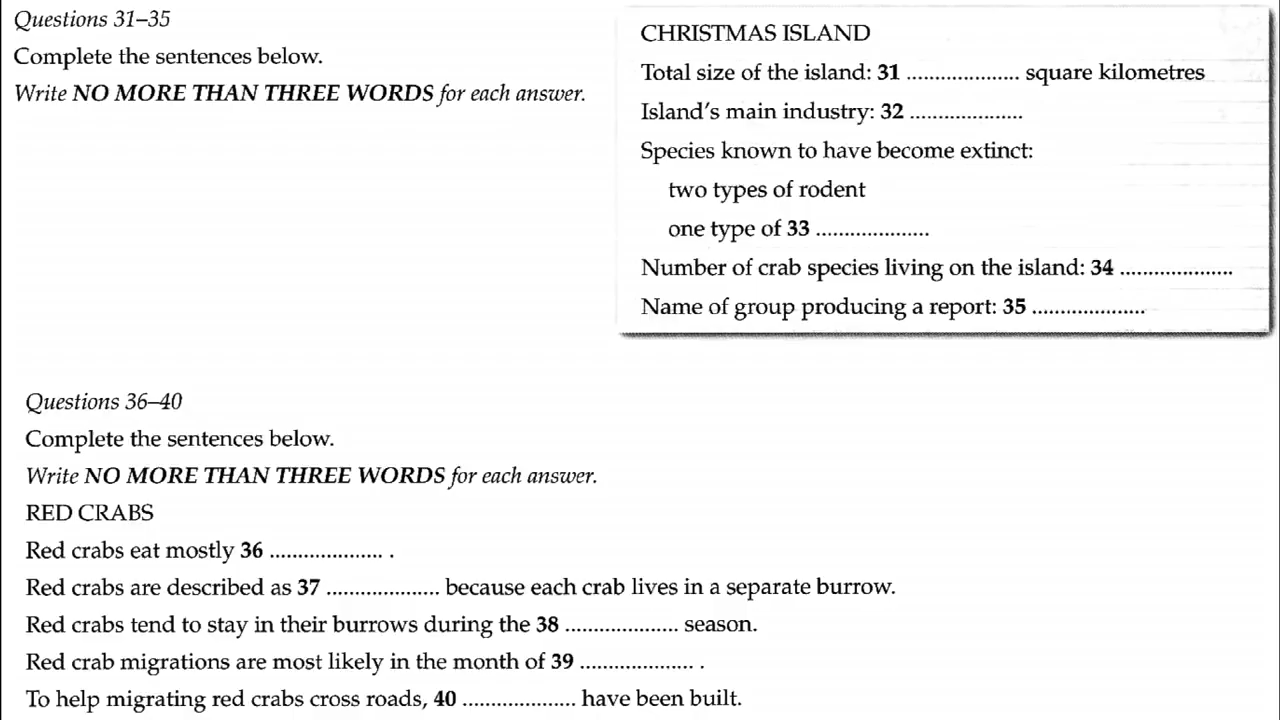 Questions 31–35
Complete the sentences below.
Write NO MORE THAN THREE WORDS for each answer.
CHRISTMAS ISLAND
Total size of the island: 31 .................... square kilometres
Island's main industry: 32 ....................
Species known to have become extinct:
two types of rodent
one type of 33 ....................
Number of crab species living on the island: 34 ....................
Name of group producing a report: 35 ....................
Questions 36–40
Complete the sentences below.
Write NO MORE THAN THREE WORDS for each answer.
RED CRABS
Red crabs eat mostly 36 .................... .
Red crabs are described as 37 .................... because each crab lives in a separate burrow.
Red crabs tend to stay in their burrows during the 38 .................... season.
Red crab migrations are most likely in the month of 39 .................... .
To help migrating red crabs cross roads, 40 .................... have been built.